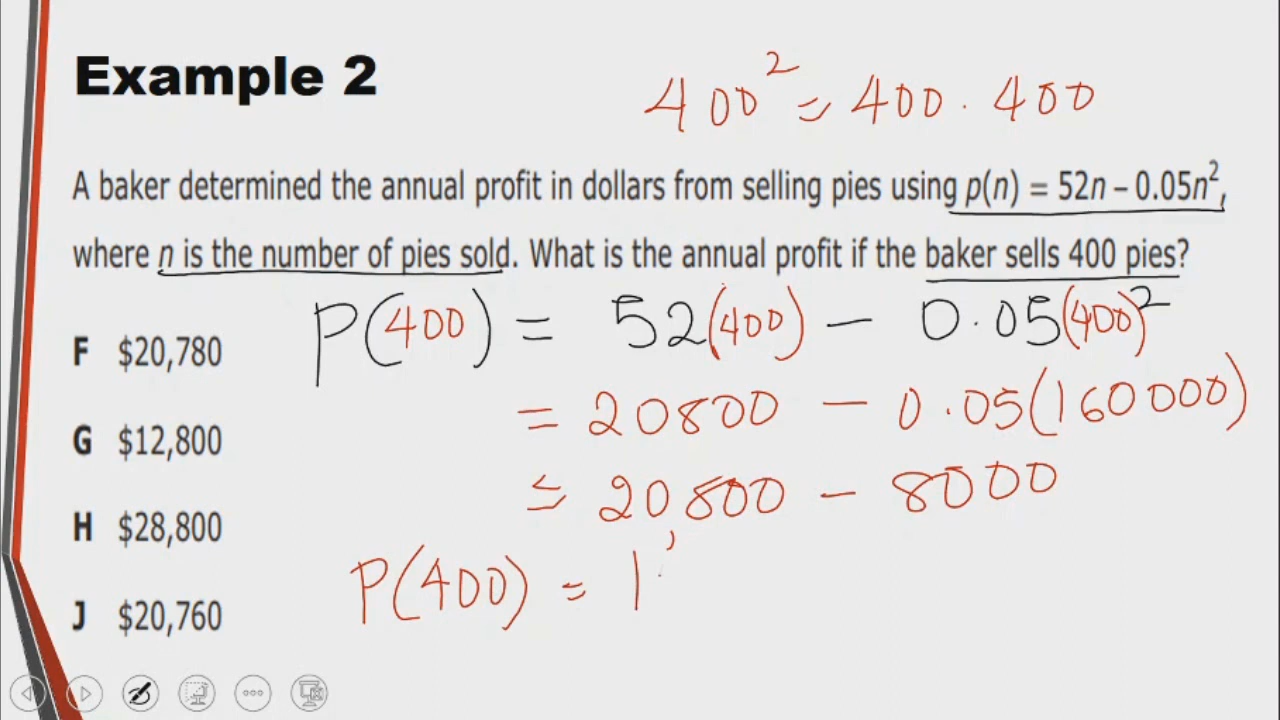 Example 2
400² = 400 · 400
A baker determined the annual profit in dollars from selling pies using p(n) = 52n – 0.05n²,
where n is the number of pies sold. What is the annual profit if the baker sells 400 pies?
P(400) = 52(400) – 0.05(400)²
F $20,780
= 20800 – 0.05(160000)
G $12,800
= 20,800 – 8000
H $28,800
P(400) = 1
J $20,760